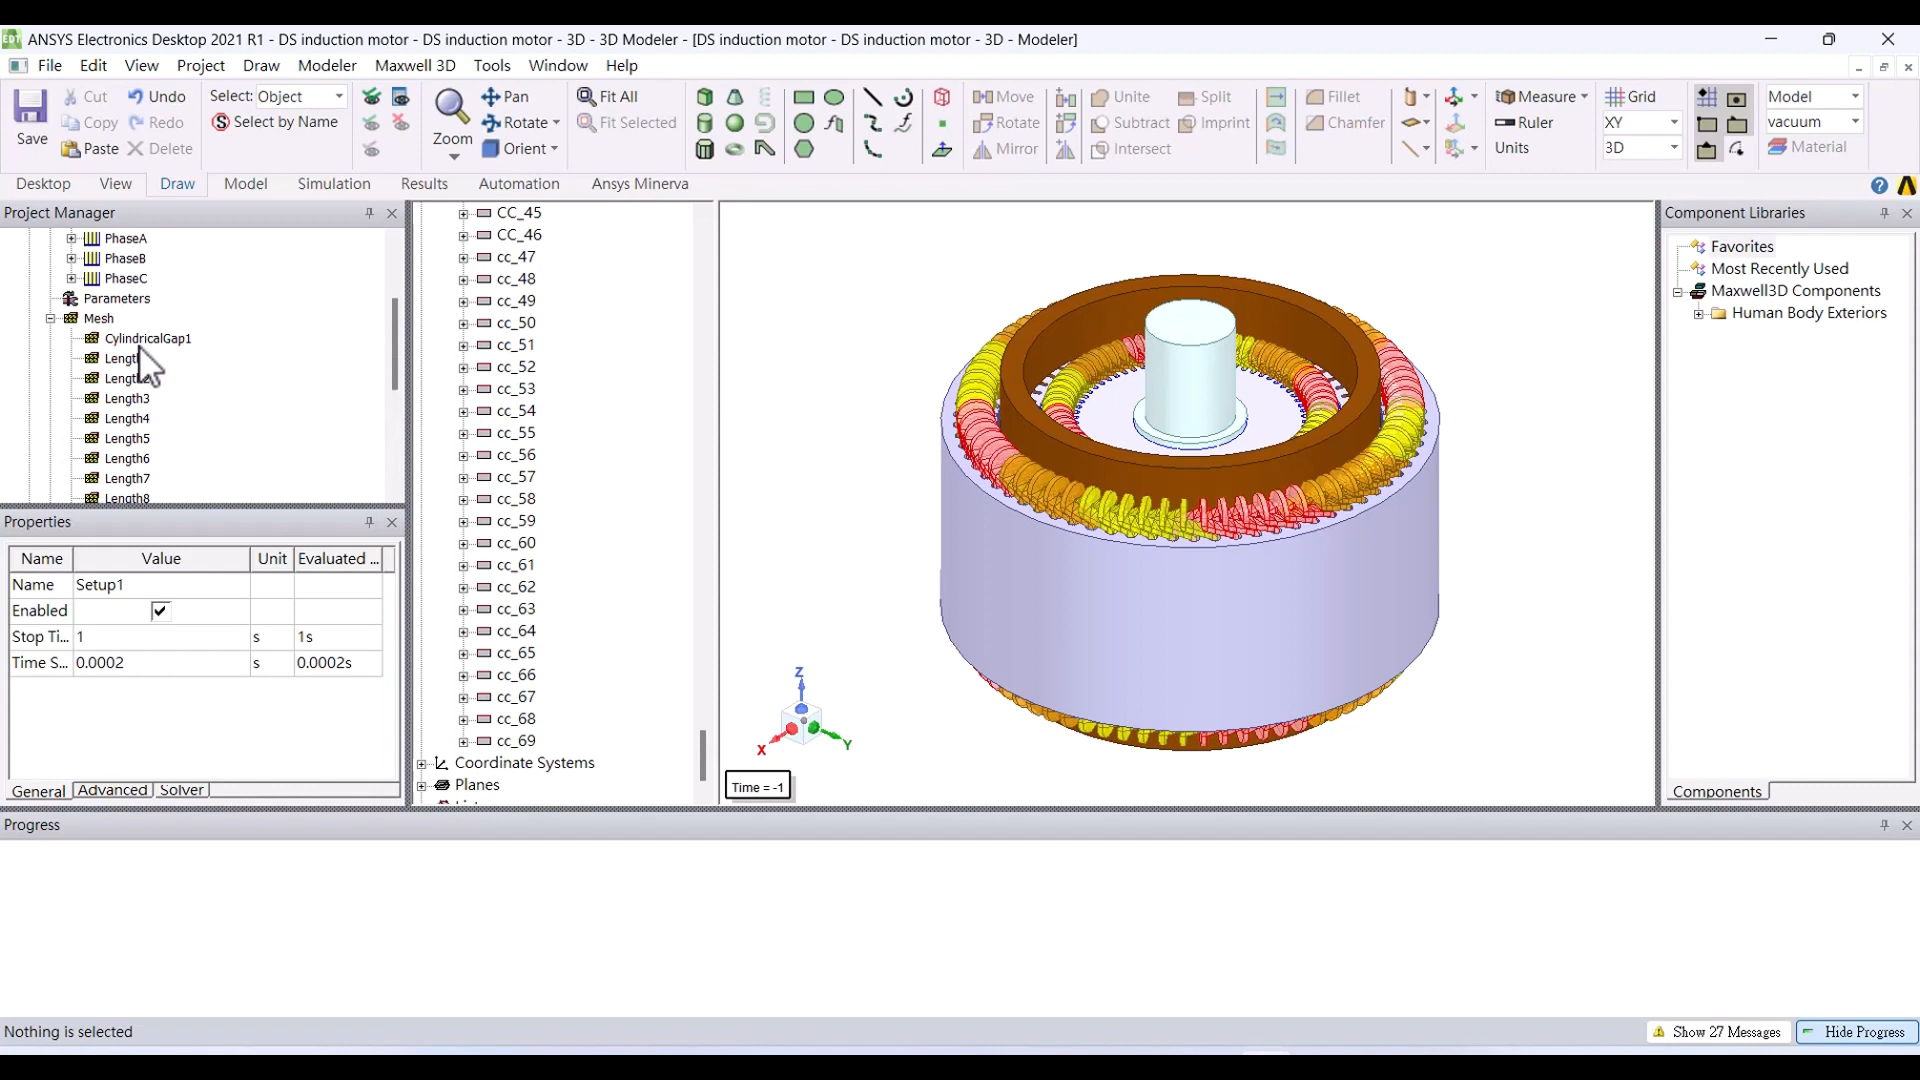 ANSYS Electronics Desktop 2021 R1 - DS induction motor - DS induction motor - 3D - 3D Modeler - [DS induction motor - DS induction motor - 3D - Modeler]
File Edit View Project Draw Modeler Maxwell 3D Tools Window Help
Save
Cut Undo
Copy Redo
Paste Delete
Select: Object
Select by Name
Zoom
Pan
Rotate
Orient
Fit All
Fit Selected
Move
Rotate
Mirror
Unite Split
Subtract Imprint
Intersect
Fillet
Chamfer
Measure
Ruler
Units
Grid
XY
3D
Model
vacuum
Material
Desktop View Draw Model Simulation Results Automation Ansys Minerva
Project Manager
PhaseA
PhaseB
PhaseC
Parameters
Mesh
CylindricalGap1
Length
Length2
Length3
Length4
Length5
Length6
Length7
Length8
Properties
Name Value Unit Evaluated ...
Name Setup1
Enabled
Stop Ti... 1 s 1s
Time S... 0.0002 s 0.0002s
General Advanced Solver
CC_45
CC_46
cc_47
cc_48
cc_49
cc_50
cc_51
cc_52
cc_53
cc_54
cc_55
cc_56
cc_57
cc_58
cc_59
cc_60
cc_61
cc_62
cc_63
cc_64
cc_65
cc_66
cc_67
cc_68
cc_69
Coordinate Systems
Planes
Z
X
Y
Time = -1
Component Libraries
Favorites
Most Recently Used
Maxwell3D Components
Human Body Exteriors
Components
Progress
Nothing is selected
Show 27 Messages
Hide Progress